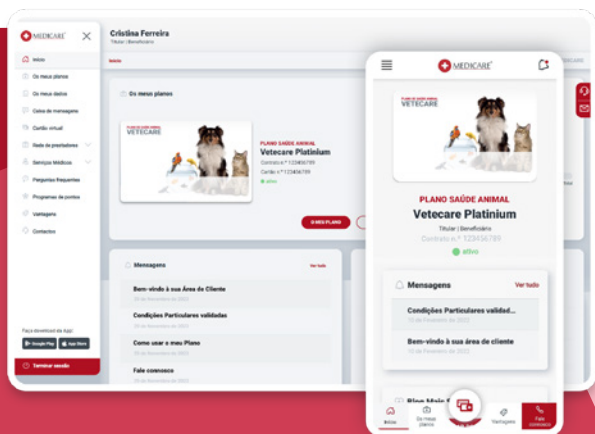 MEDICARE
Início
Os meus planos
Os meus dados
Caixa de mensagens
Cartão virtual
Rede de prestadores
Serviços Médicos
Perguntas frequentes
Programas de pontos
Vantagens
Contactos
Faça download da App:
Google Play
App Store
Terminar sessão
Cristina Ferreira
Titular | Beneficiário
Início
Os meus planos
VETECARE
PLANO SAÚDE ANIMAL
Vetecare Platinium
Contrato n.º 123456789
Cartão n.º 123456789
ativo
O MEU PLANO
Mensagens
Ver tudo
Bem-vindo à sua Área de Cliente
Condições Particulares validadas
Como usar o meu Plano
Fale connosco
MEDICARE
VETECARE
PLANO SAÚDE ANIMAL
Vetecare Platinium
Titular | Beneficiário
Contrato n.º 123456789
ativo
Mensagens
Ver tudo
Condições Particulares validad...
10 de Fevereiro de 2022
Bem-vindo à sua área de cliente
10 de Fevereiro de 2022
Início
Os meus planos
Vantagens
Fale connosco